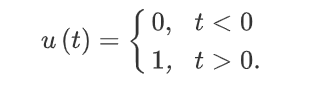 u (t) = { 0, t < 0
1, t > 0.